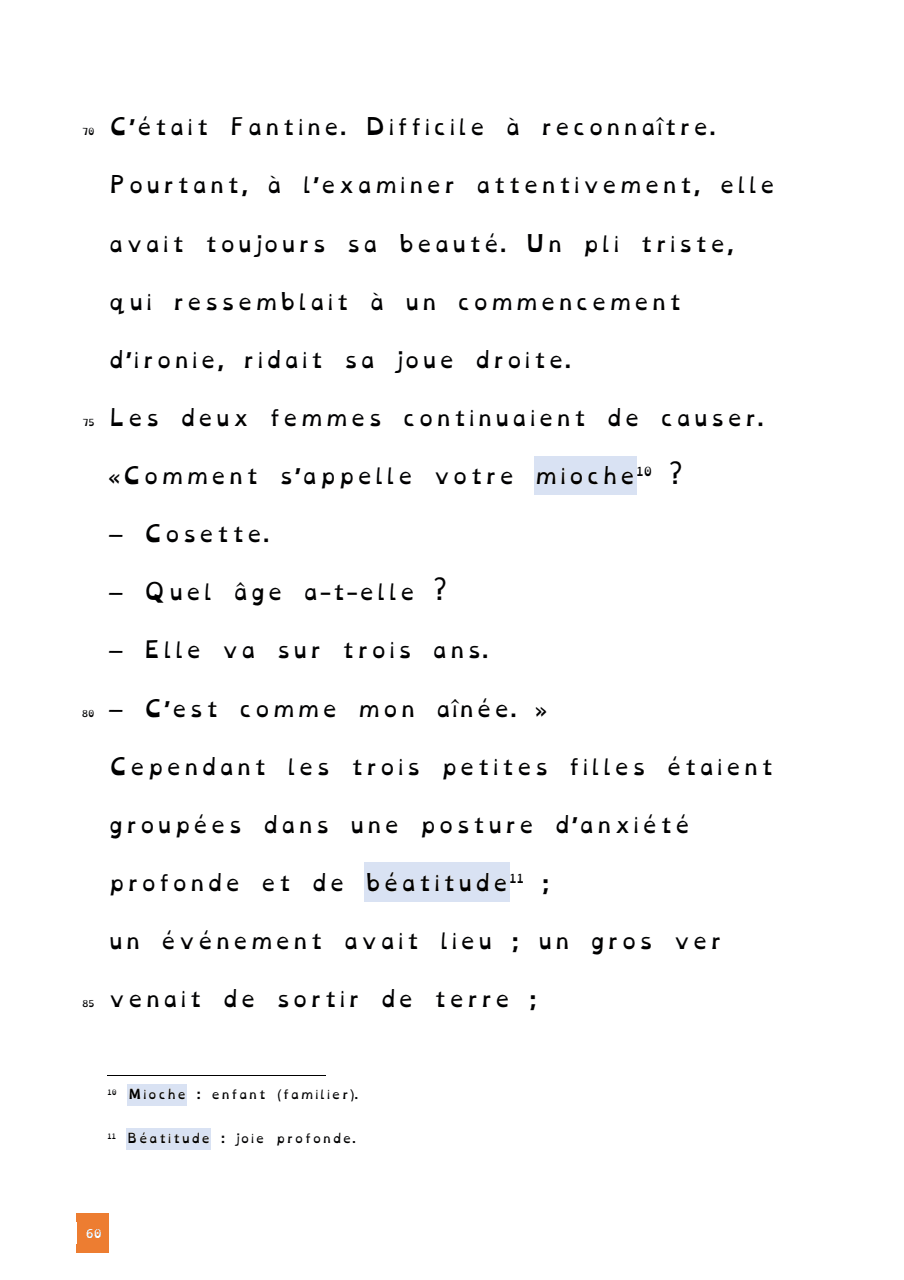 70 C'était Fantine. Difficile à reconnaître.
Pourtant, à l'examiner attentivement, elle
avait toujours sa beauté. Un pli triste,
qui ressemblait à un commencement
d'ironie, ridait sa joue droite.
75 Les deux femmes continuaient de causer.
«Comment s'appelle votre mioche¹⁰ ?
– Cosette.
– Quel âge a-t-elle ?
– Elle va sur trois ans.
80 – C'est comme mon aînée. »
Cependant les trois petites filles étaient
groupées dans une posture d'anxiété
profonde et de béatitude¹¹ ;
un événement avait lieu ; un gros ver
85 venait de sortir de terre ;
¹⁰ Mioche : enfant (familier).
¹¹ Béatitude : joie profonde.
60